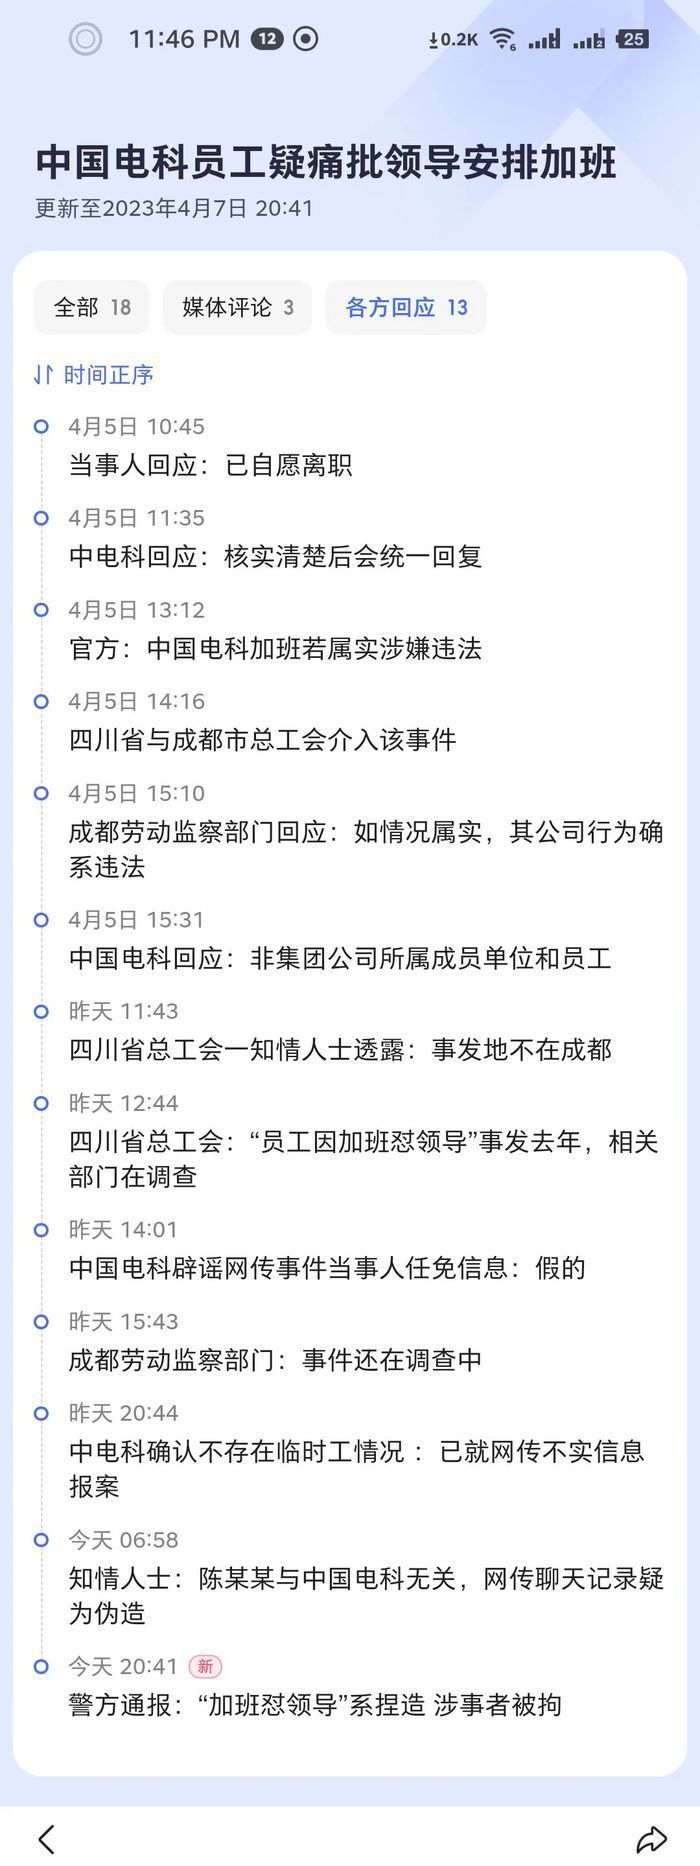 11:46 PM 12
0.2K 6 2 25
中国电科员工疑痛批领导安排加班
更新至2023年4月7日 20:41
全部 18 媒体评论 3 各方回应 13
时间正序
4月5日 10:45
当事人回应：已自愿离职
4月5日 11:35
中电科回应：核实清楚后会统一回复
4月5日 13:12
官方：中国电科加班若属实涉嫌违法
4月5日 14:16
四川省与成都市总工会介入该事件
4月5日 15:10
成都劳动监察部门回应：如情况属实，其公司行为确
系违法
4月5日 15:31
中国电科回应：非集团公司所属成员单位和员工
昨天 11:43
四川省总工会一知情人士透露：事发地不在成都
昨天 12:44
四川省总工会：“员工因加班怼领导”事发去年，相关
部门在调查
昨天 14:01
中国电科辟谣网传事件当事人任免信息：假的
昨天 15:43
成都劳动监察部门：事件还在调查中
昨天 20:44
中电科确认不存在临时工情况 ：已就网传不实信息
报案
今天 06:58
知情人士：陈某某与中国电科无关，网传聊天记录疑
为伪造
今天 20:41 新
警方通报：“加班怼领导”系捏造 涉事者被拘